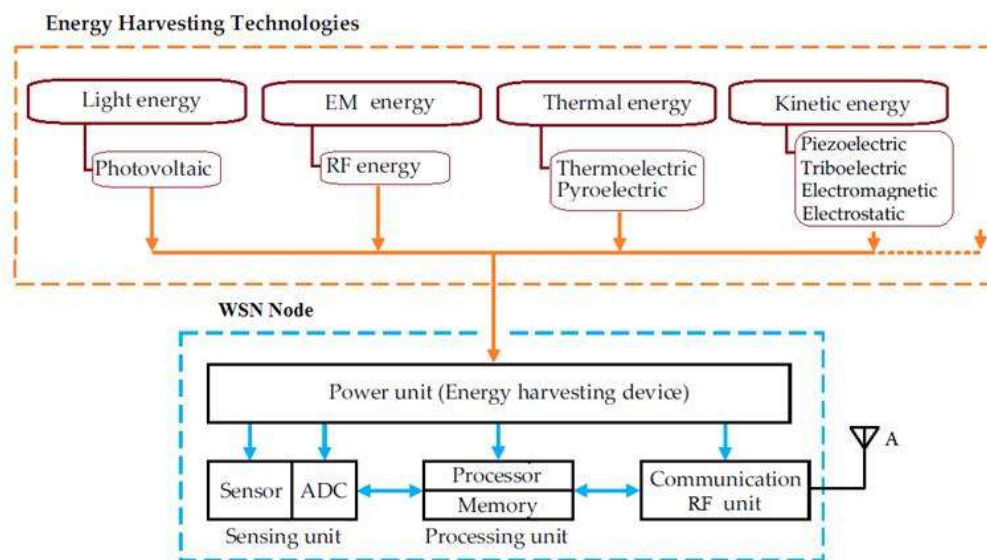 Energy Harvesting Technologies
Light energy
EM energy
Thermal energy
Kinetic energy
Photovoltaic
RF energy
Thermoelectric
Pyroelectric
Piezoelectric
Triboelectric
Electromagnetic
Electrostatic
WSN Node
Power unit (Energy harvesting device)
A
Sensor
ADC
Sensing unit
Processor
Memory
Processing unit
Communication
RF unit